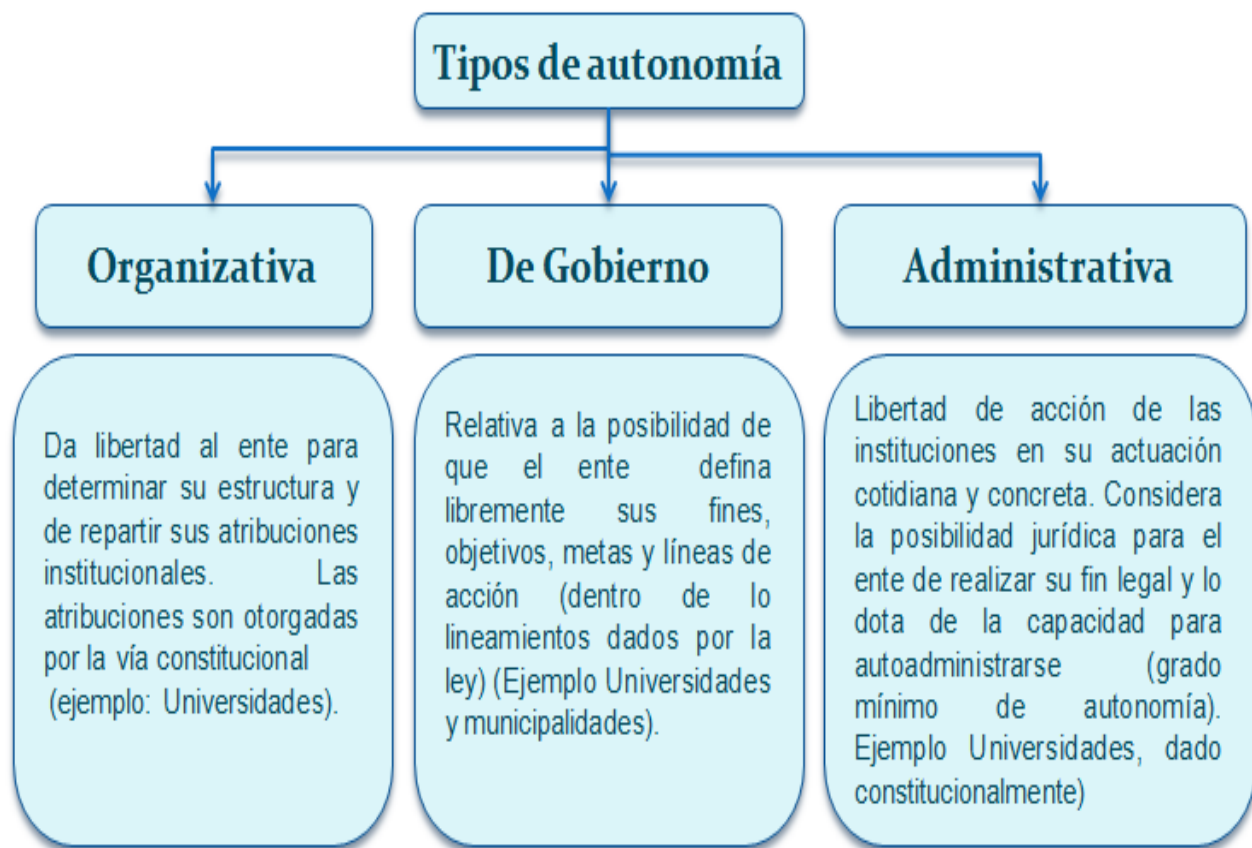 Tipos de autonomía
Organizativa
Da libertad al ente para
determinar su estructura y
de repartir sus atribuciones
institucionales. Las
atribuciones son otorgadas
por la vía constitucional
(ejemplo: Universidades).
De Gobierno
Relativa a la posibilidad de
que el ente defina
libremente sus fines,
objetivos, metas y líneas de
acción (dentro de lo
lineamientos dados por la
ley) (Ejemplo Universidades
y municipalidades).
Administrativa
Libertad de acción de las
instituciones en su actuación
cotidiana y concreta. Considera
la posibilidad jurídica para el
ente de realizar su fin legal y lo
dota de la capacidad para
autoadministrarse (grado
mínimo de autonomía).
Ejemplo Universidades, dado
constitucionalmente)